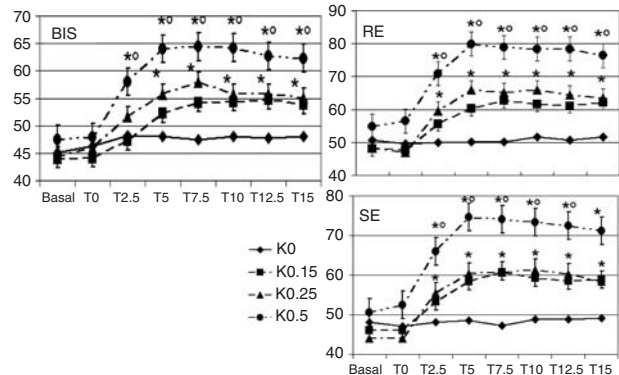 BIS
70
65
60
55
50
45
40
*o *o *o *o *o *o *o
* * * * * *
Basal T0 T2.5 T5 T7.5 T10 T12.5 T15
RE
90
80
70
60
50
40
*o *o *o *o *o *o
* * * * * *
SE
80
70
60
50
40
*o *o *o *o *o *
* * * * * *
Basal T0 T2.5 T5 T7.5 T10 T12.5 T15
K0
K0.15
K0.25
K0.5